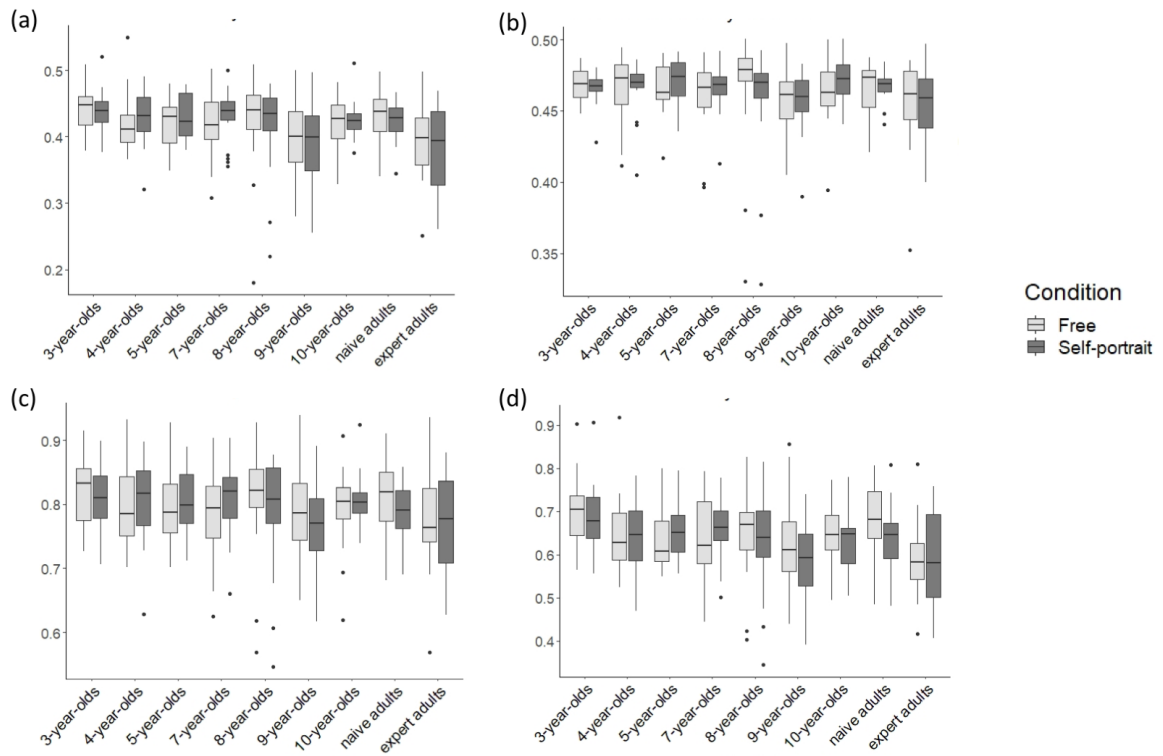 (a)
0.5
0.4
0.3
0.2
3-year-olds
4-year-olds
5-year-olds
7-year-olds
8-year-olds
9-year-olds
10-year-olds
naive adults
expert adults
(b)
0.50
0.45
0.40
0.35
3-year-olds
4-year-olds
5-year-olds
7-year-olds
8-year-olds
9-year-olds
10-year-olds
naive adults
expert adults
Condition
Free
Self-portrait
(c)
0.9
0.8
0.7
0.6
3-year-olds
4-year-olds
5-year-olds
7-year-olds
8-year-olds
9-year-olds
10-year-olds
naive adults
expert adults
(d)
0.9
0.8
0.7
0.6
0.5
0.4
3-year-olds
4-year-olds
5-year-olds
7-year-olds
8-year-olds
9-year-olds
10-year-olds
naive adults
expert adults